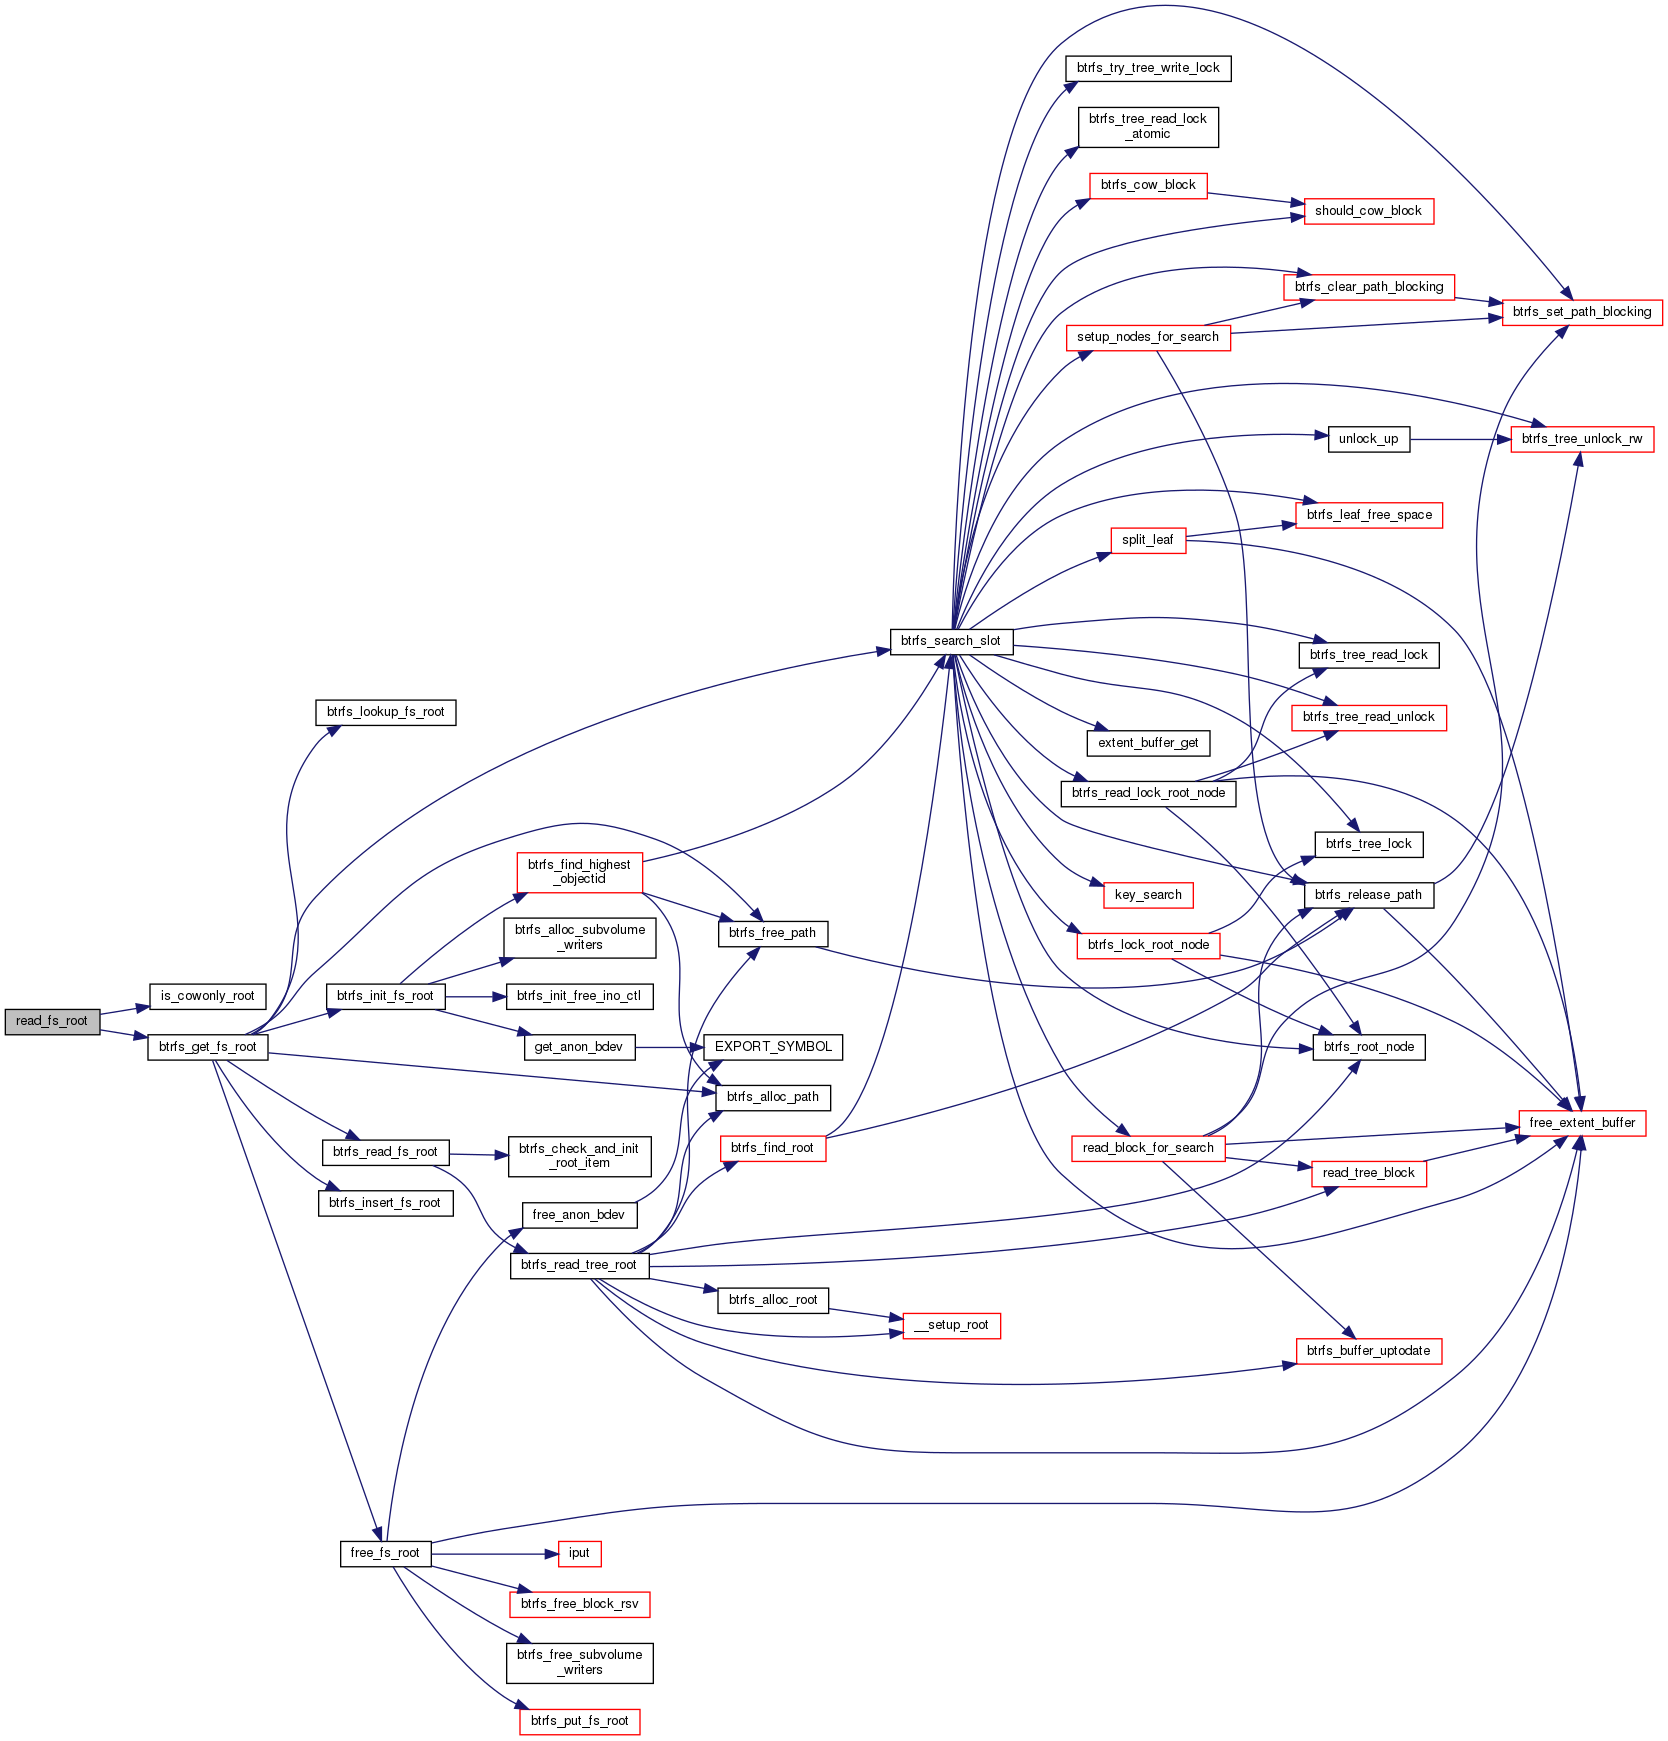 btrfs_try_tree_write_lock
btrfs_tree_read_lock
_atomic
btrfs_cow_block
should_cow_block
btrfs_clear_path_blocking
btrfs_set_path_blocking
setup_nodes_for_search
unlock_up
btrfs_tree_unlock_rw
btrfs_leaf_free_space
split_leaf
btrfs_search_slot
btrfs_tree_read_lock
btrfs_lookup_fs_root
btrfs_tree_read_unlock
extent_buffer_get
btrfs_read_lock_root_node
btrfs_tree_lock
btrfs_find_highest
_objectid
key_search
btrfs_release_path
btrfs_free_path
btrfs_alloc_subvolume
_writers
btrfs_lock_root_node
is_cowonly_root
btrfs_init_fs_root
btrfs_init_free_ino_ctl
read_fs_root
btrfs_get_fs_root
get_anon_bdev
EXPORT_SYMBOL
btrfs_root_node
btrfs_alloc_path
free_extent_buffer
btrfs_read_fs_root
btrfs_check_and_init
_root_item
btrfs_find_root
read_block_for_search
read_tree_block
btrfs_insert_fs_root
free_anon_bdev
btrfs_read_tree_root
btrfs_alloc_root
__setup_root
btrfs_buffer_uptodate
free_fs_root
iput
btrfs_free_block_rsv
btrfs_free_subvolume
_writers
btrfs_put_fs_root